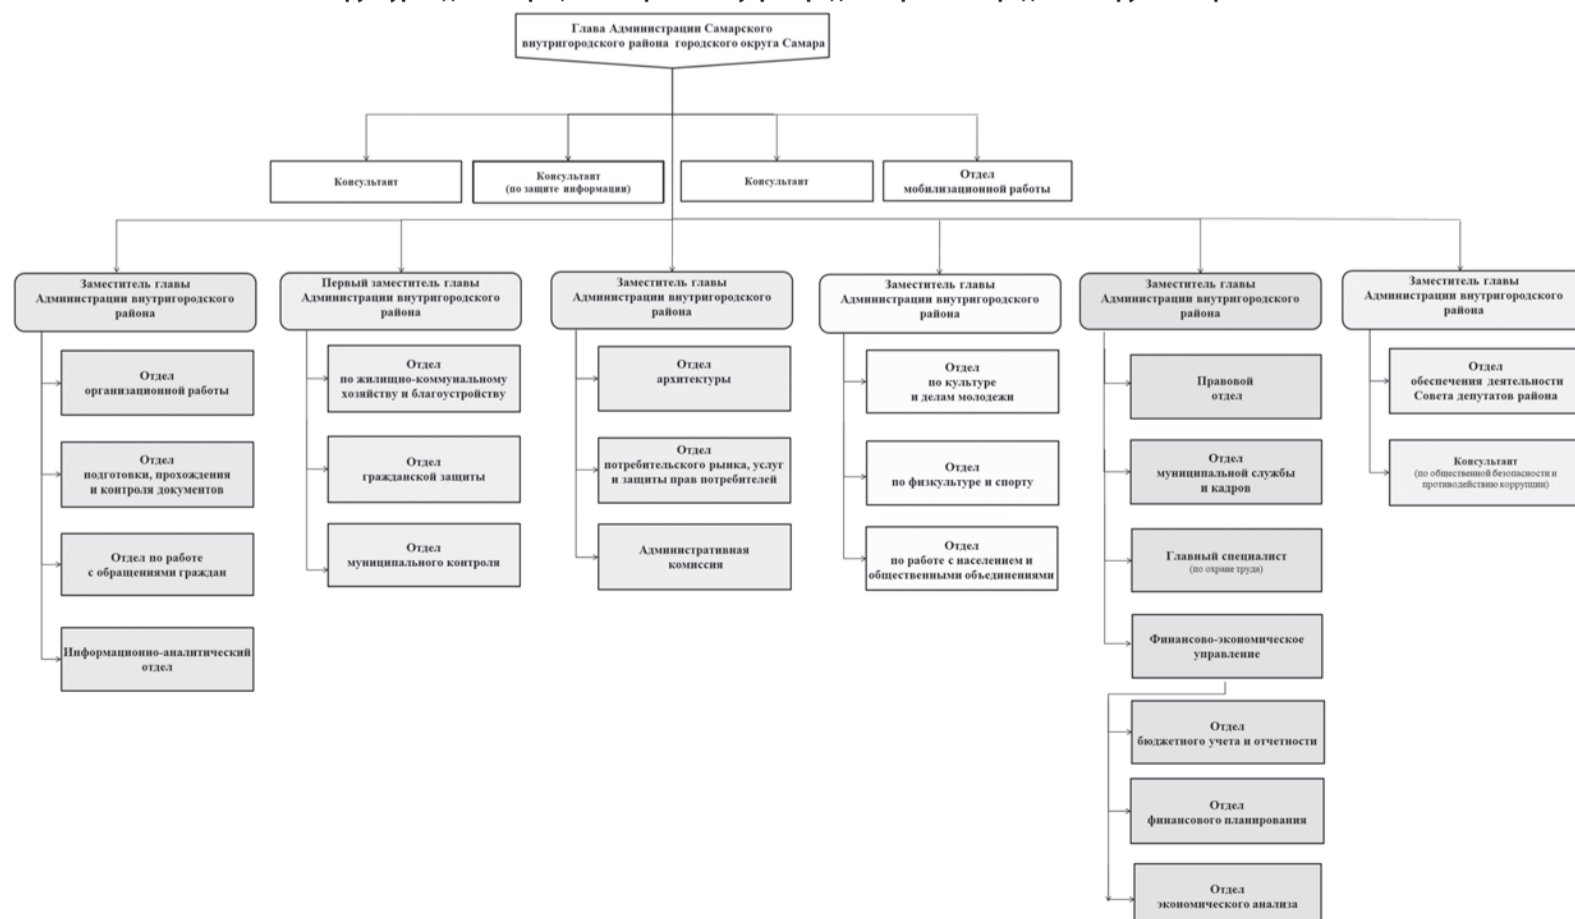 Глава Администрации Самарского
внутригородского района городского округа Самара
Консультант
Консультант
(по защите информации)
Консультант
Отдел
мобилизационной работы
Заместитель главы
Администрации внутригородского
района
Первый заместитель главы
Администрации внутригородского
района
Заместитель главы
Администрации внутригородского
района
Заместитель главы
Администрации внутригородского
района
Заместитель главы
Администрации внутригородского
района
Заместитель главы
Администрации внутригородского
района
Отдел
организационной работы
Отдел
подготовки, прохождения
и контроля документов
Отдел по работе
с обращениями граждан
Информационно-аналитический
отдел
Отдел
по жилищно-коммунальному
хозяйству и благоустройству
Отдел
гражданской защиты
Отдел
муниципального контроля
Отдел
архитектуры
Отдел
потребительского рынка, услуг
и защиты прав потребителей
Административная
комиссия
Отдел
по культуре
и делам молодежи
Отдел
по физкультуре и спорту
Отдел
по работе с населением и
общественными объединениями
Правовой
отдел
Отдел
муниципальной службы
и кадров
Главный специалист
(по охране труда)
Финансово-экономическое
управление
Отдел
бюджетного учета и отчетности
Отдел
финансового планирования
Отдел
экономического анализа
Отдел
обеспечения деятельности
Совета депутатов района
Консультант
(по общественной безопасности и
противодействию коррупции)